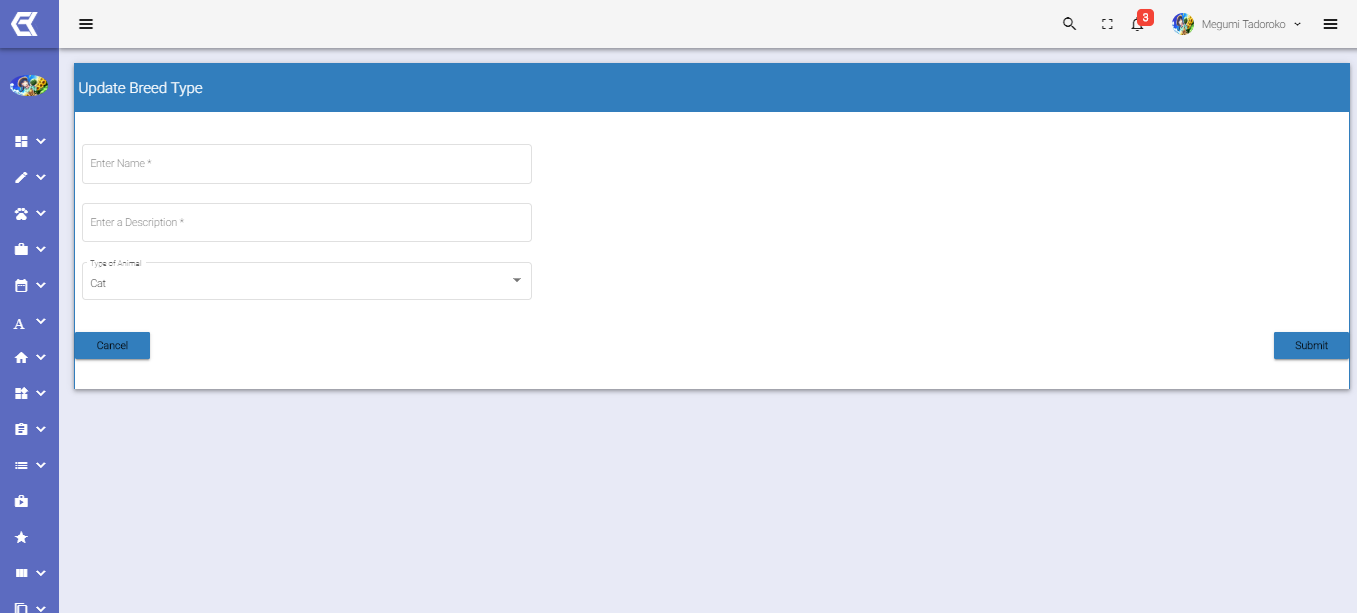 3
Megumi Tadoroko
Update Breed Type
Enter Name *
Enter a Description *
Type of Animal
Cat
Cancel
Submit
A